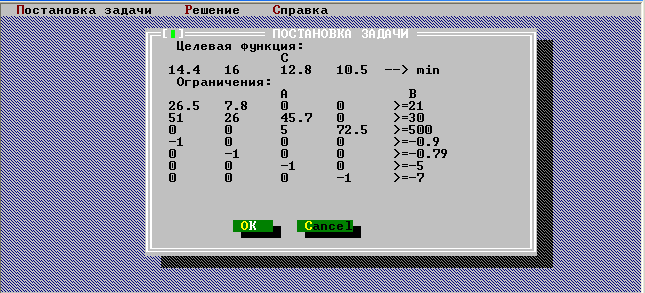 Постановка задачи Решение Справка
ПОСТАНОВКА ЗАДАЧИ
Целевая функция:
C
14.4 16 12.8 10.5 --> min
Ограничения:
A B
26.5 7.8 0 0 >=21
51 26 45.7 0 >=30
0 0 5 72.5 >=500
-1 0 0 0 >=-0.9
0 -1 0 0 >=-0.79
0 0 -1 0 >=-5
0 0 0 -1 >=-7
OK Cancel